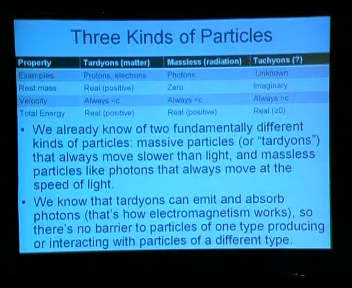 Three Kinds of Particles
Property Tardyons (matter) Massless (radiation) Tachyons (?)
Examples Protons, electrons Photons Unknown
Rest mass Real (positive) Zero Imaginary
Velocity Always <c Always =c Always >c
Total Energy Real (positive) Real (positive) Real (≥0)
• We already know of two fundamentally different
kinds of particles: massive particles (or “tardyons”)
that always move slower than light, and massless
particles like photons that always move at the
speed of light.
• We know that tardyons can emit and absorb
photons (that’s how electromagnetism works), so
there’s no barrier to particles of one type producing
or interacting with particles of a different type.